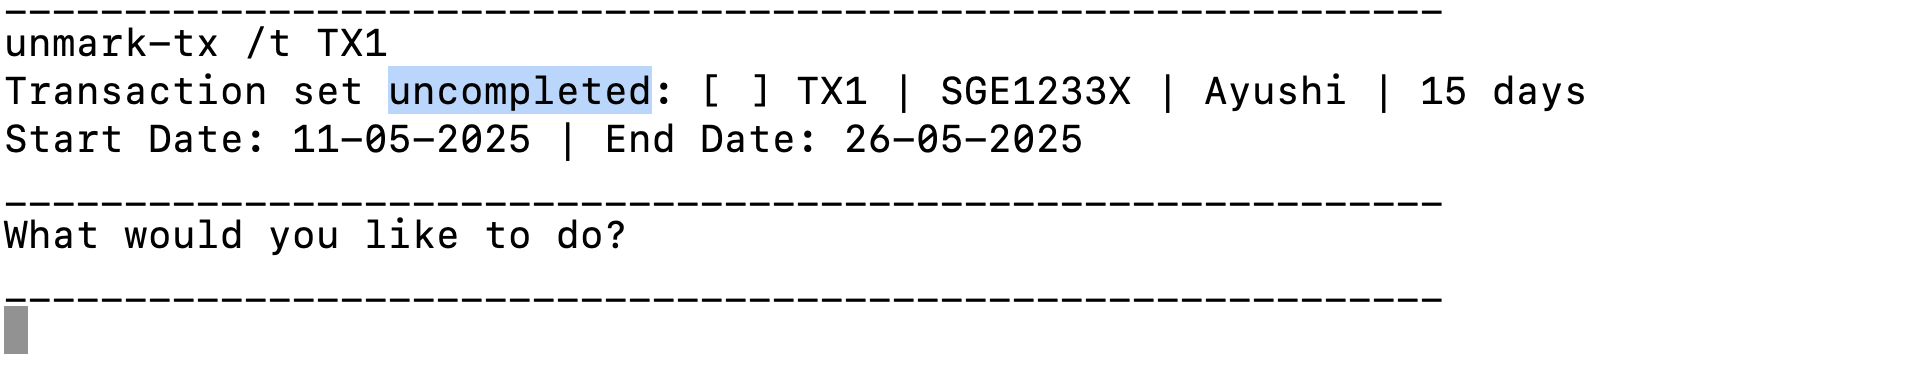 ____________________________________________________________
unmark-tx /t TX1
Transaction set uncompleted: [ ] TX1 | SGE1233X | Ayushi | 15 days
Start Date: 11-05-2025 | End Date: 26-05-2025
____________________________________________________________
What would you like to do?
____________________________________________________________